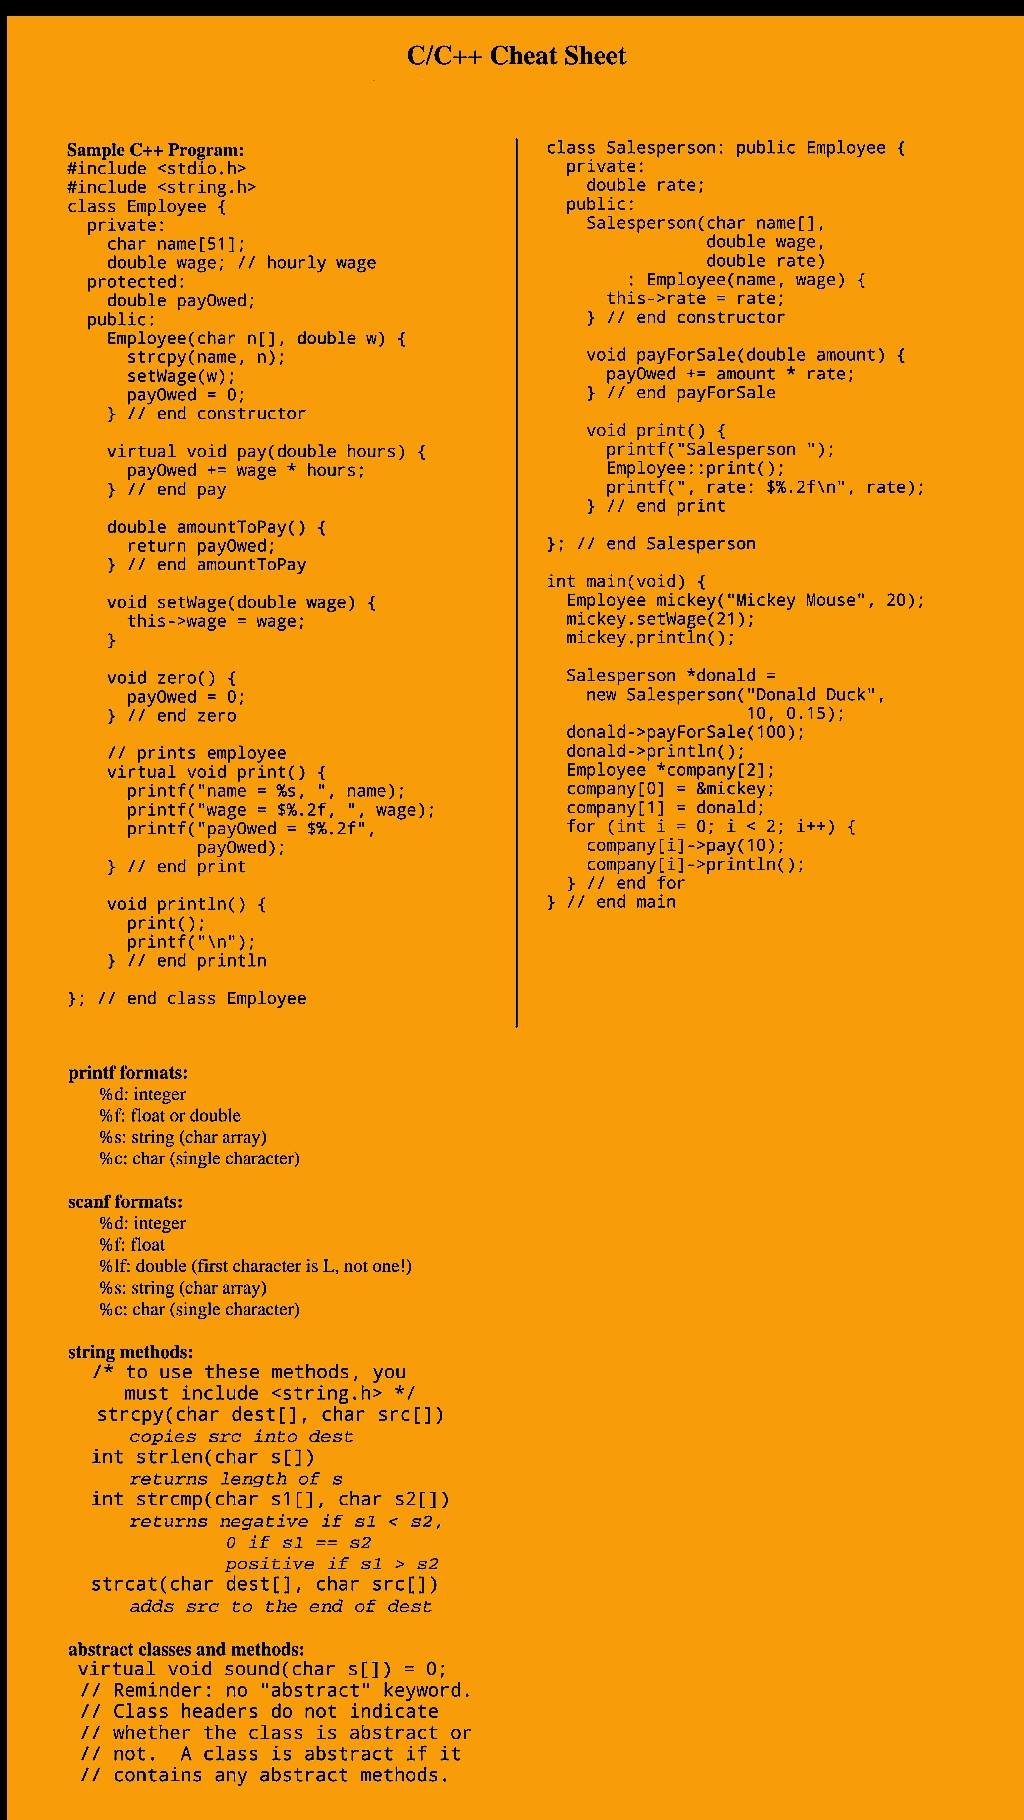 C/C++ Cheat Sheet
Sample C++ Program:
#include <stdio.h>
#include <string.h>
class Employee {
  private:
    char name[51];
    double wage; // hourly wage
  protected:
    double payOwed;
  public:
    Employee(char n[], double w) {
      strcpy(name, n);
      setWage(w);
      payOwed = 0;
    } // end constructor

    virtual void pay(double hours) {
      payOwed += wage * hours;
    } // end pay

    double amountToPay() {
      return payOwed;
    } // end amountToPay

    void setWage(double wage) {
      this->wage = wage;
    }

    void zero() {
      payOwed = 0;
    } // end zero

    // prints employee
    virtual void print() {
      printf("name = %s, ", name);
      printf("wage = $%.2f, ", wage);
      printf("payOwed = $%.2f",
             payOwed);
    } // end print

    void println() {
      print();
      printf("\n");
    } // end println

}; // end class Employee
class Salesperson: public Employee {
  private:
    double rate;
  public:
    Salesperson(char name[],
                double wage,
                double rate)
        : Employee(name, wage) {
      this->rate = rate;
    } // end constructor

    void payForSale(double amount) {
      payOwed += amount * rate;
    } // end payForSale

    void print() {
      printf("Salesperson ");
      Employee::print();
      printf(", rate: $%.2f\n", rate);
    } // end print

}; // end Salesperson

int main(void) {
  Employee mickey("Mickey Mouse", 20);
  mickey.setWage(21);
  mickey.println();

  Salesperson *donald =
    new Salesperson("Donald Duck",
                    10, 0.15);
  donald->payForSale(100);
  donald->println();
  Employee *company[2];
  company[0] = &mickey;
  company[1] = donald;
  for (int i = 0; i < 2; i++) {
    company[i]->pay(10);
    company[i]->println();
  } // end for
} // end main
printf formats:
%d: integer
%f: float or double
%s: string (char array)
%c: char (single character)
scanf formats:
%d: integer
%f: float
%lf: double (first character is L, not one!)
%s: string (char array)
%c: char (single character)
string methods:
/* to use these methods, you
must include <string.h> */
strcpy(char dest[], char src[])
copies src into dest
int strlen(char s[])
returns length of s
int strcmp(char s1[], char s2[])
returns negative if s1 < s2,
0 if s1 == s2
positive if s1 > s2
strcat(char dest[], char src[])
adds src to the end of dest
abstract classes and methods:
virtual void sound(char s[]) = 0;
// Reminder: no "abstract" keyword.
// Class headers do not indicate
// whether the class is abstract or
// not.  A class is abstract if it
// contains any abstract methods.